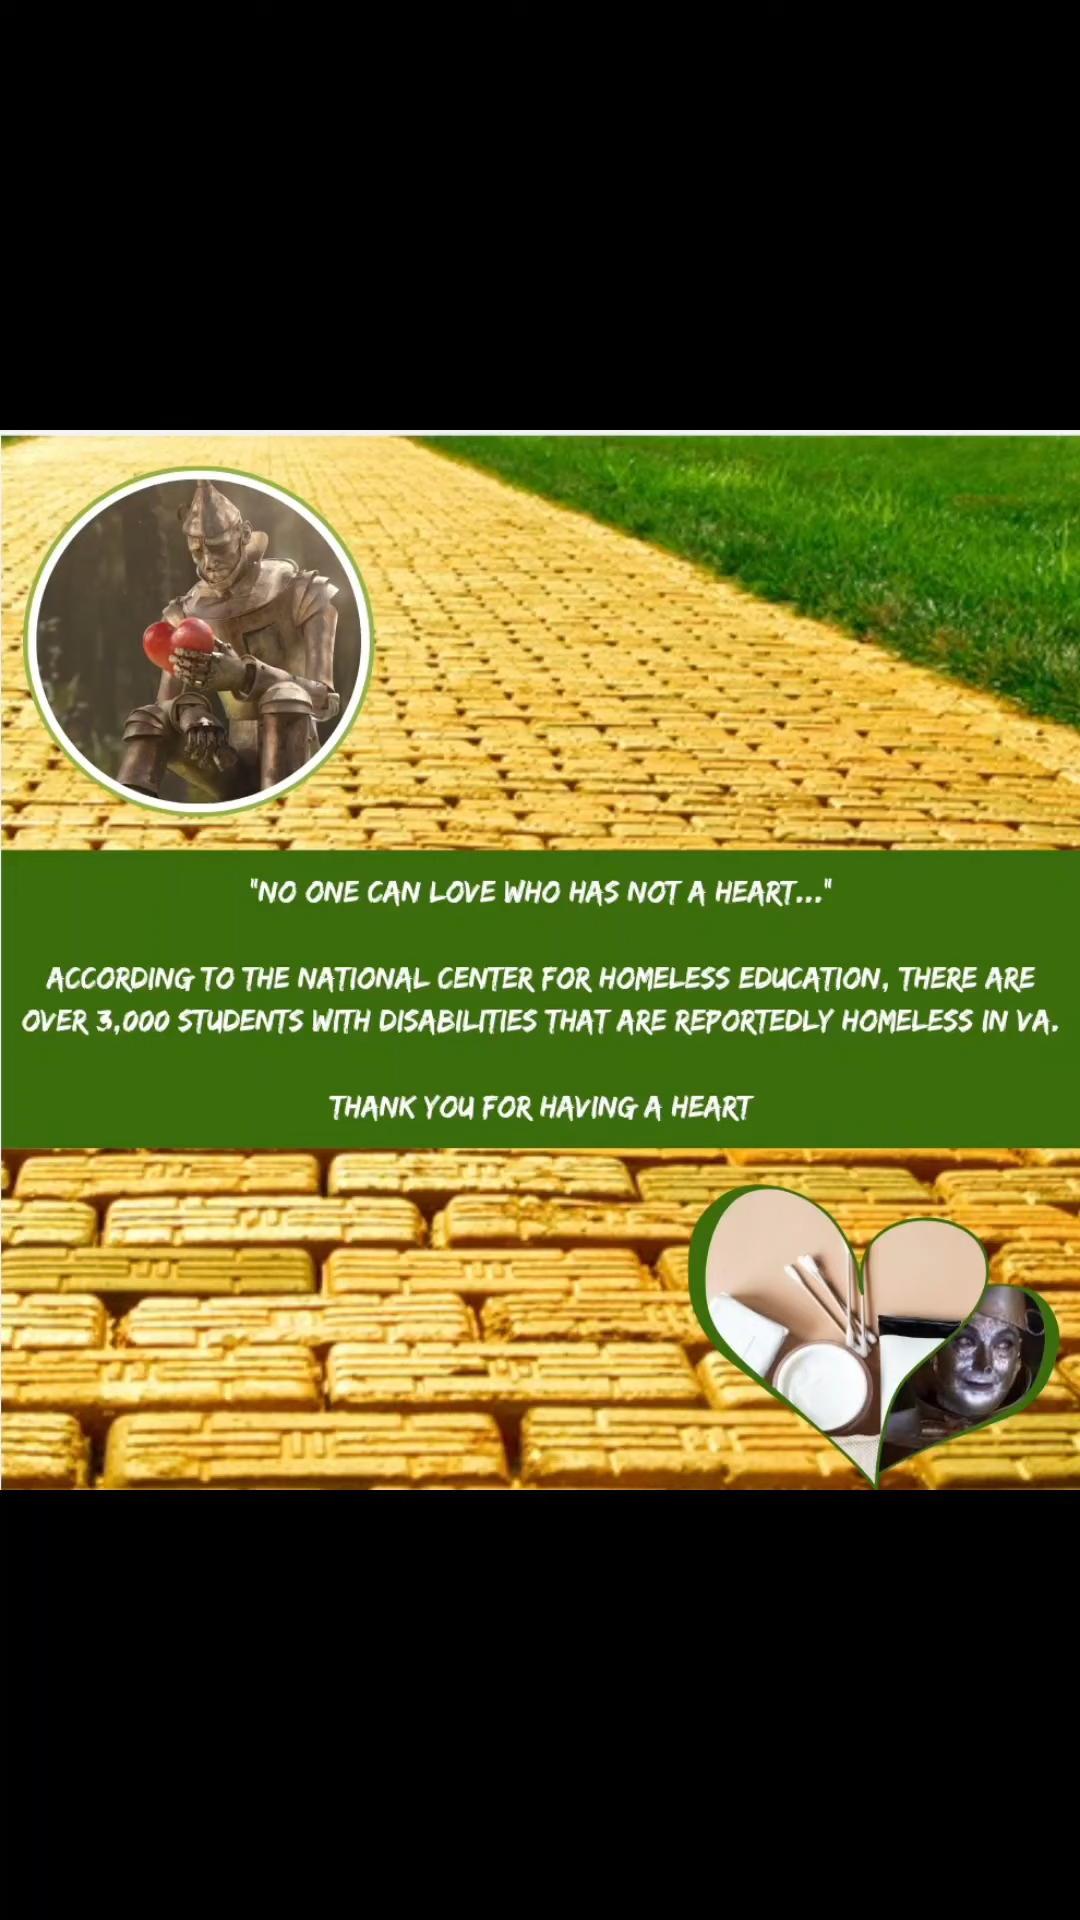 "NO ONE CAN LOVE WHO HAS NOT A HEART..."
ACCORDING TO THE NATIONAL CENTER FOR HOMELESS EDUCATION, THERE ARE
OVER 3,000 STUDENTS WITH DISABILITIES THAT ARE REPORTEDLY HOMELESS IN VA.
THANK YOU FOR HAVING A HEART